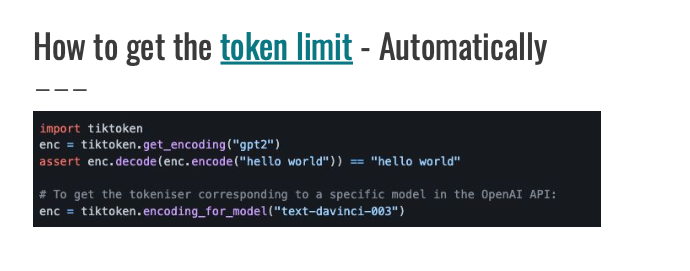 How to get the token limit - Automatically
———
import tiktoken
enc = tiktoken.get_encoding("gpt2")
assert enc.decode(enc.encode("hello world")) == "hello world"
# To get the tokeniser corresponding to a specific model in the OpenAI API:
enc = tiktoken.encoding_for_model("text-davinci-003")